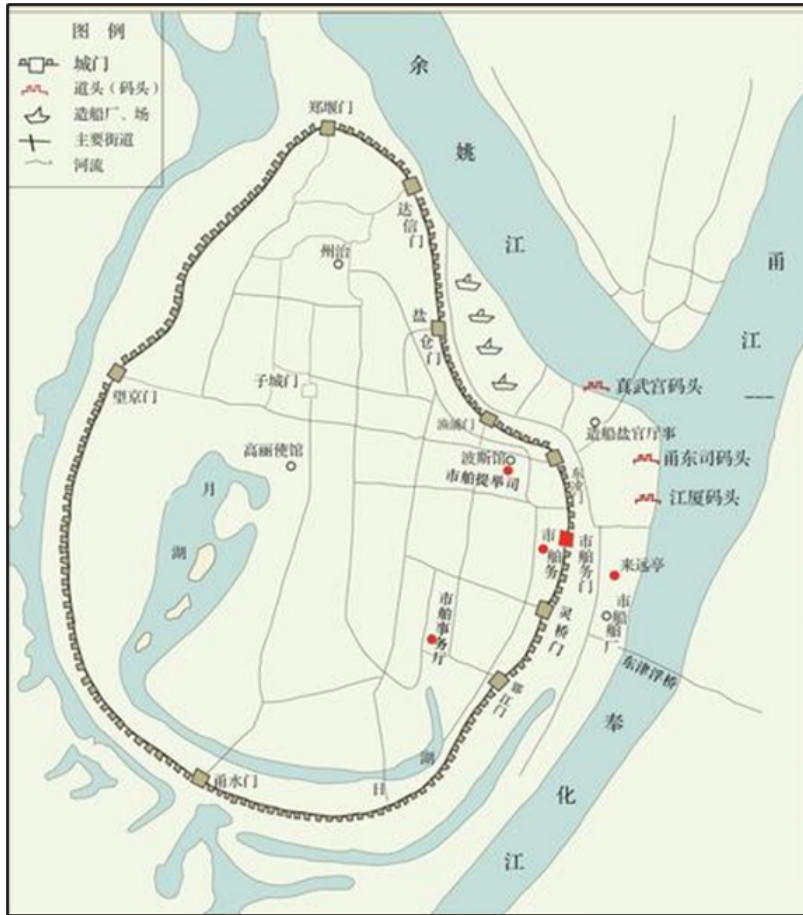 图 例
城门
道头（码头）
造船厂、场
主要街道
河流
余姚江
郑堰门
达信门
州治
甬江
盐仓门
真武宫码头
子城门
望京门
渔浦门
造船盐官厅事
高丽使馆
波斯馆
市舶提举司
东渡门
甬东司码头
江厦码头
月湖
市舶务
市舶务门
来远亭
市舶事务厅
灵桥门
市船舶厂
东津浮桥
鄞江门
奉化江
日湖
甬水门